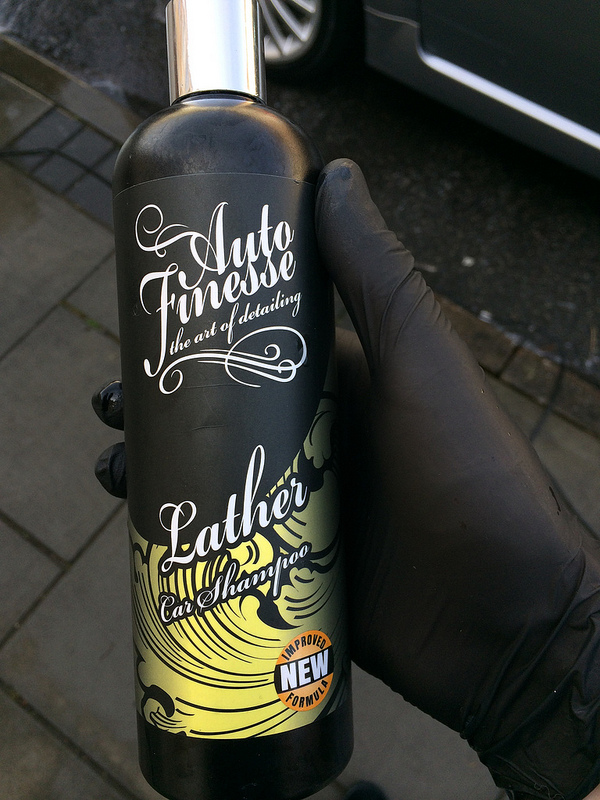 Auto
Finesse
the art of detailing
Lather
Car Shampoo
IMPROVED
NEW
FORMULA